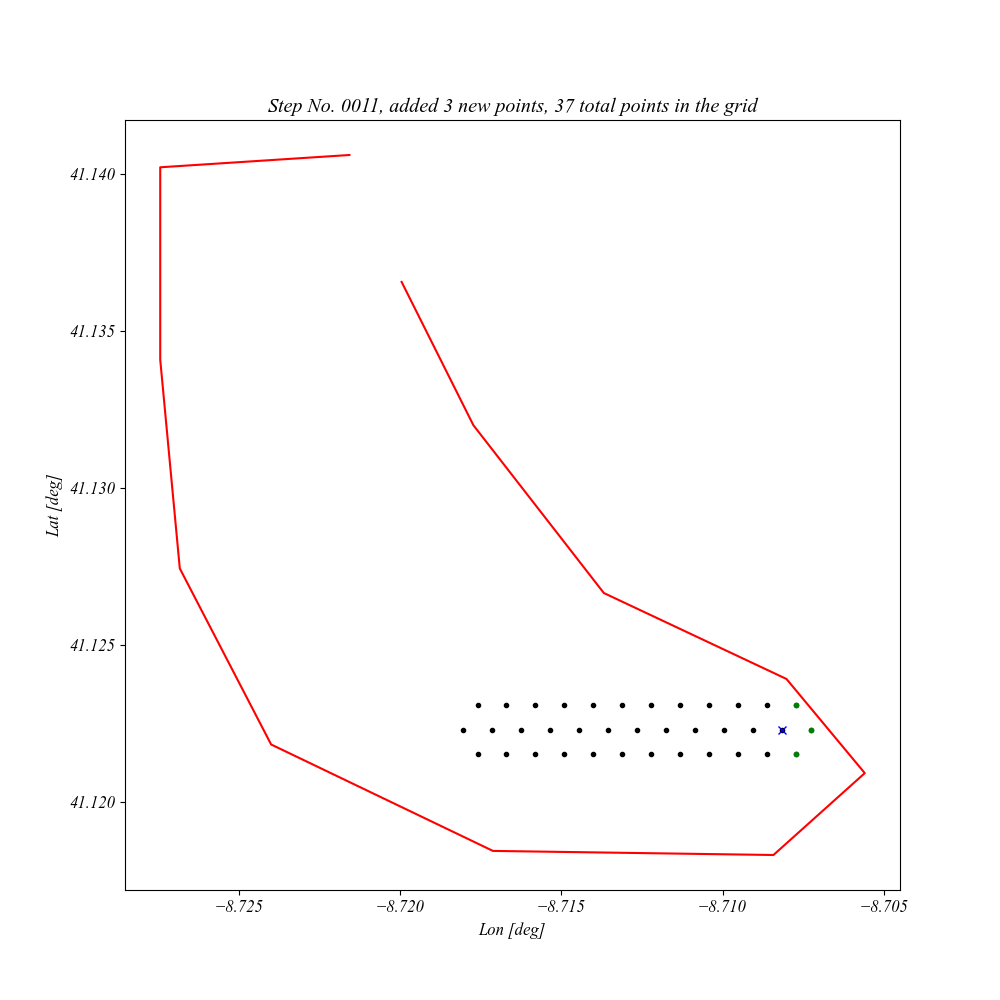 Step No. 0011, added 3 new points, 37 total points in the grid
41.140
41.135
41.130
41.125
41.120
Lat [deg]
−8.725 −8.720 −8.715 −8.710 −8.705
Lon [deg]